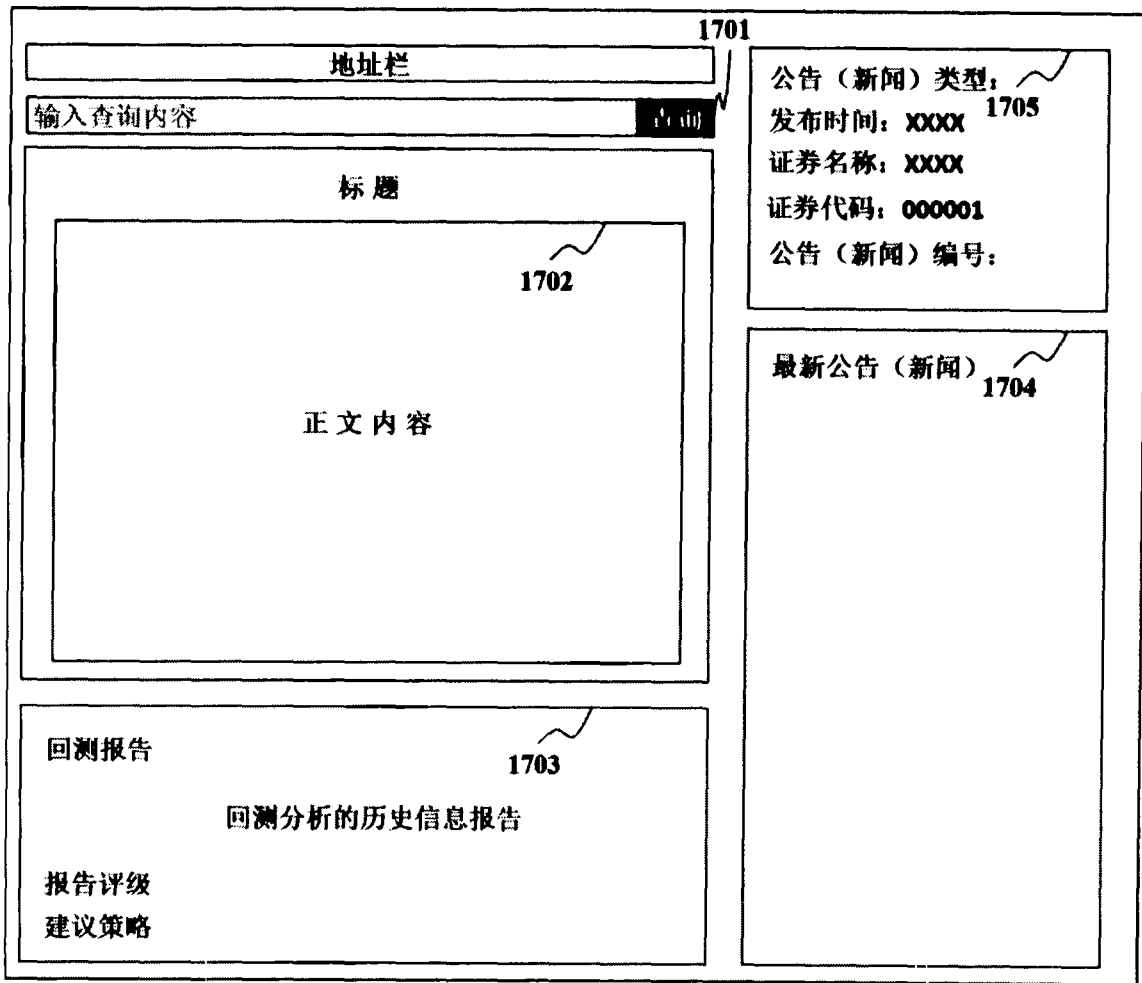 1701
地址栏
输入查询内容
标 题
1702
正 文 内 容
回测报告
1703
回测分析的历史信息报告
报告评级
建议策略
公告（新闻）类型：
1705
发布时间：XXXX
证券名称：XXXX
证券代码：000001
公告（新闻）编号：
最新公告（新闻）
1704